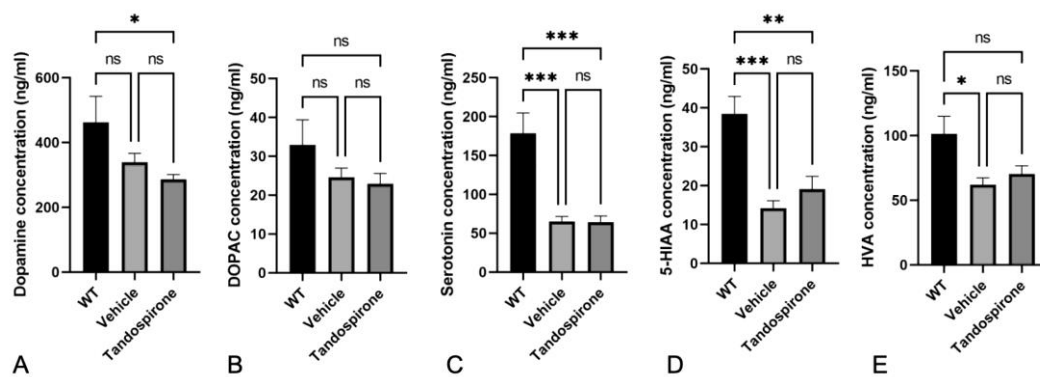 *
ns ns
600
400
200
0
Dopamine concentration (ng/ml)
WT
Vehicle
Tandospirone
A
ns
ns ns
50
40
30
20
10
0
DOPAC concentration (ng/ml)
WT
Vehicle
Tandospirone
B
***
*** ns
250
200
150
100
50
0
Serotonin concentration (ng/ml)
WT
Vehicle
Tandospirone
C
**
*** ns
50
40
30
20
10
0
5-HIAA concentration (ng/ml)
WT
Vehicle
Tandospirone
D
ns
* ns
150
100
50
0
HVA concentration (ng/ml)
WT
Vehicle
Tandospirone
E